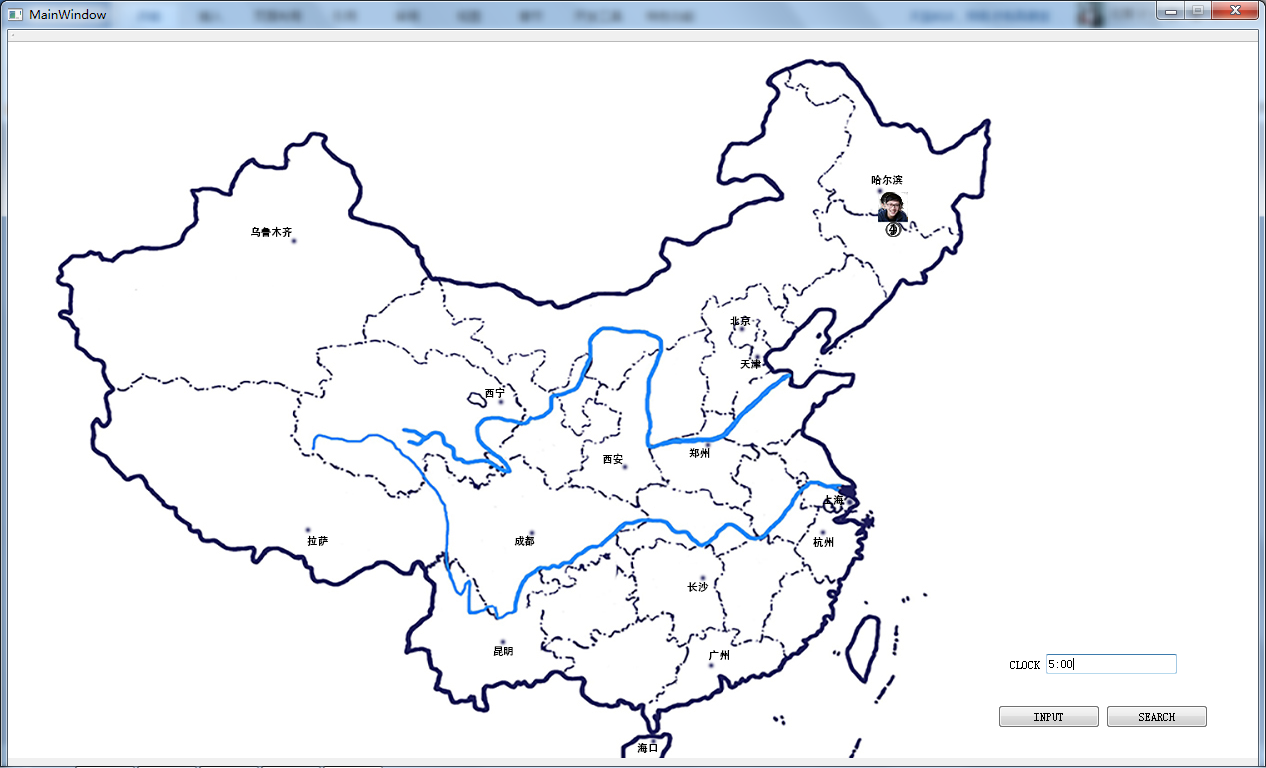 MainWindow
哈尔滨
④
乌鲁木齐
北京
天津
西宁
郑州
西安
上海
拉萨
成都
杭州
长沙
昆明
广州
CLOCK 5:00
INPUT SEARCH
海口